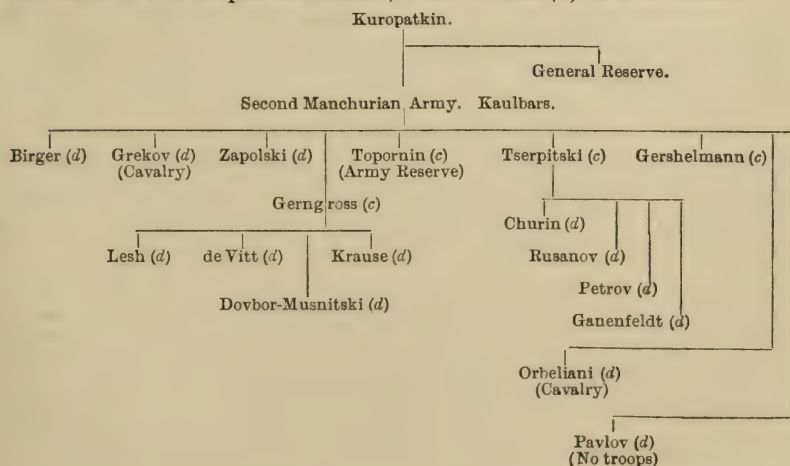 Kuropatkin.
General Reserve.
Second Manchurian Army. Kaulbars.
Birger (d) Grekov (d) Zapolski (d) Topornin (c) Tserpitski (c) Gershelmann (c)
(Cavalry) (Army Reserve)
Gerngross (c)
Churin (d)
Lesh (d) de Vitt (d) Krause (d) Rusanov (d)
Petrov (d)
Dovbor-Musnitski (d)
Ganenfeldt (d)
Orbeliani (d)
(Cavalry)
Pavlov (d)
(No troops)